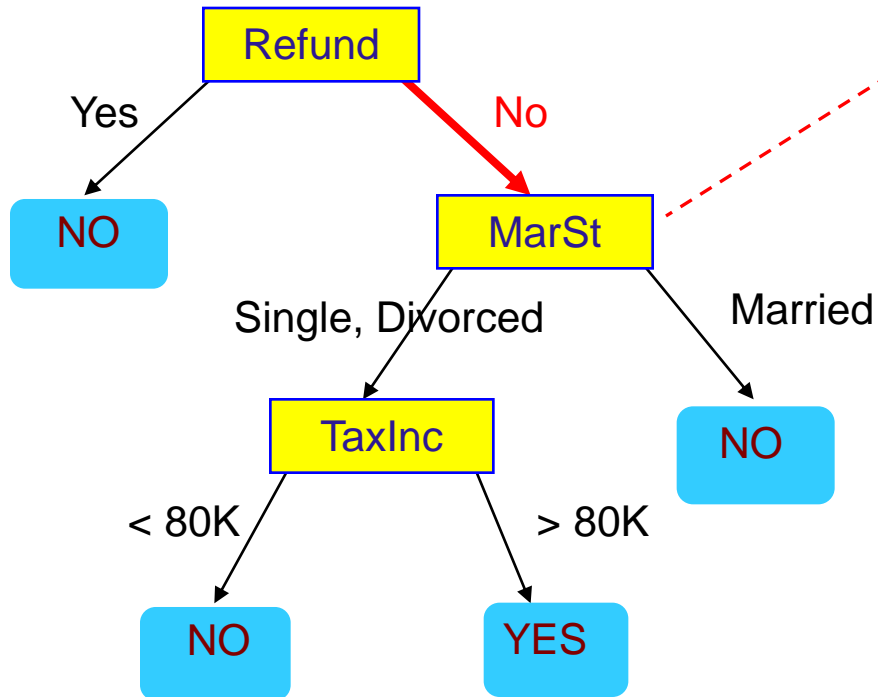 Refund
Yes
No
NO
MarSt
Single, Divorced
Married
TaxInc
NO
< 80K
> 80K
NO
YES